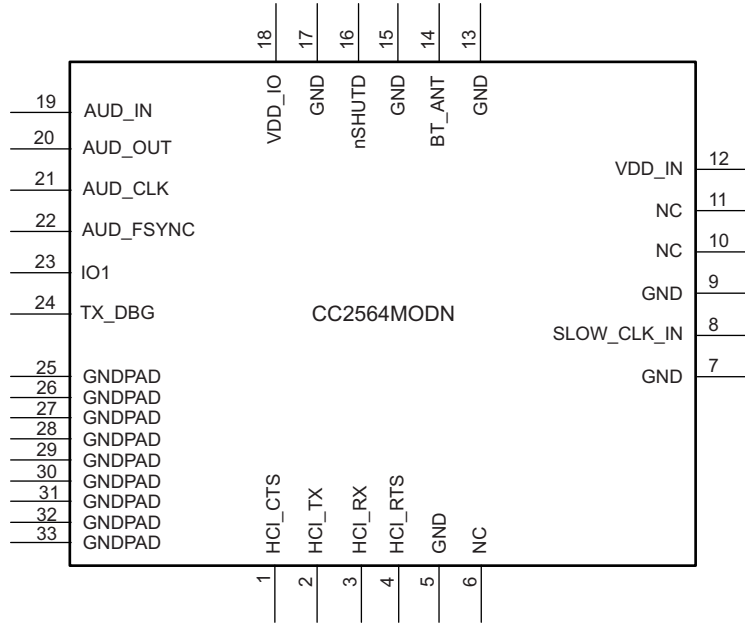 18
17
16
15
14
13
VDD_IO
GND
nSHUTD
GND
BT_ANT
GND
19 AUD_IN
20 AUD_OUT
21 AUD_CLK
22 AUD_FSYNC
23 IO1
24 TX_DBG
25 GNDPAD
26 GNDPAD
27 GNDPAD
28 GNDPAD
29 GNDPAD
30 GNDPAD
31 GNDPAD
32 GNDPAD
33 GNDPAD
CC2564MODN
VDD_IN 12
NC 11
NC 10
GND 9
SLOW_CLK_IN 8
GND 7
HCI_CTS
HCI_TX
HCI_RX
HCI_RTS
GND
NC
1
2
3
4
5
6